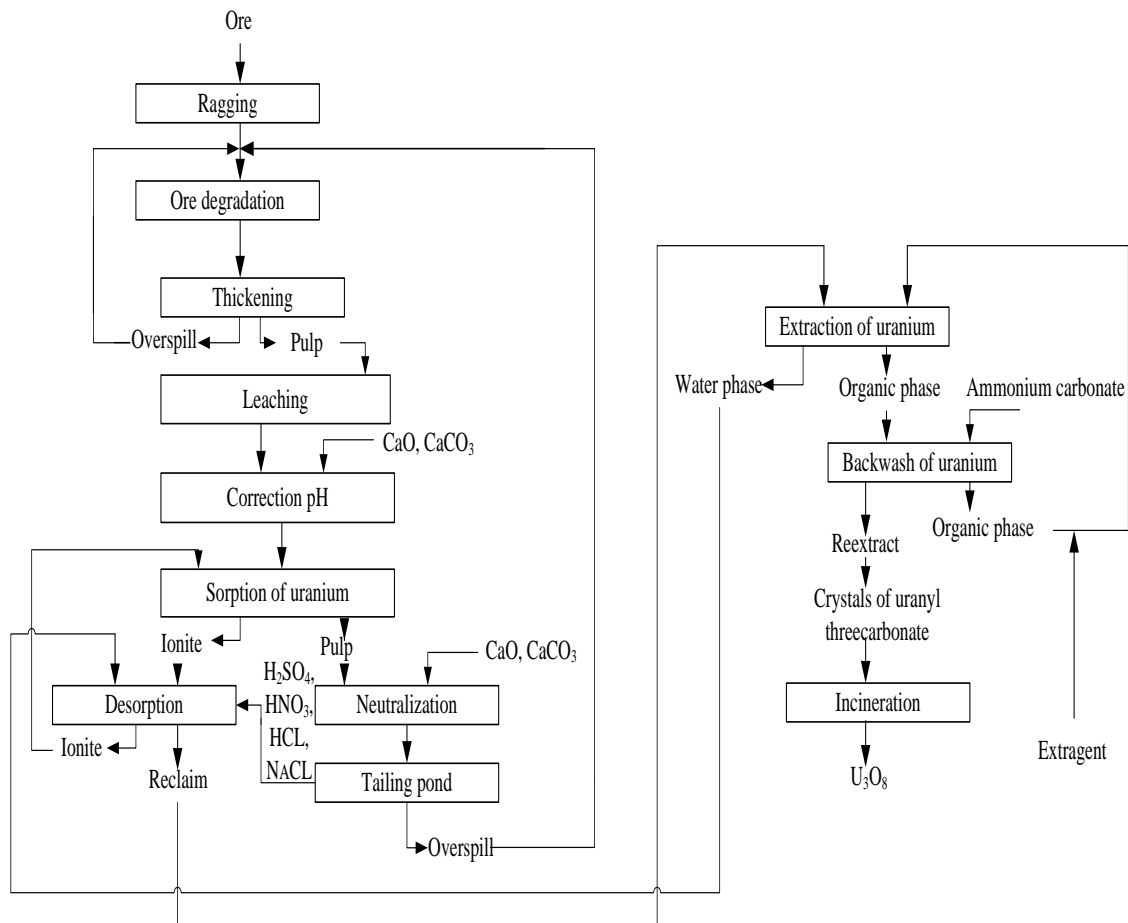 Ore
Ragging
Ore degradation
Thickening
Overspill
Pulp
Leaching
CaO, CaCO₃
Correction pH
Sorption of uranium
Ionite
Pulp
CaO, CaCO₃
H₂SO₄,
HNO₃,
HCL,
NACL
Desorption
Neutralization
Ionite
Reclaim
Tailing pond
Overspill
Extraction of uranium
Water phase
Organic phase
Ammonium carbonate
Backwash of uranium
Organic phase
Reextract
Crystals of uranyl
threecarbonate
Incineration
Extragent
U₃O₈